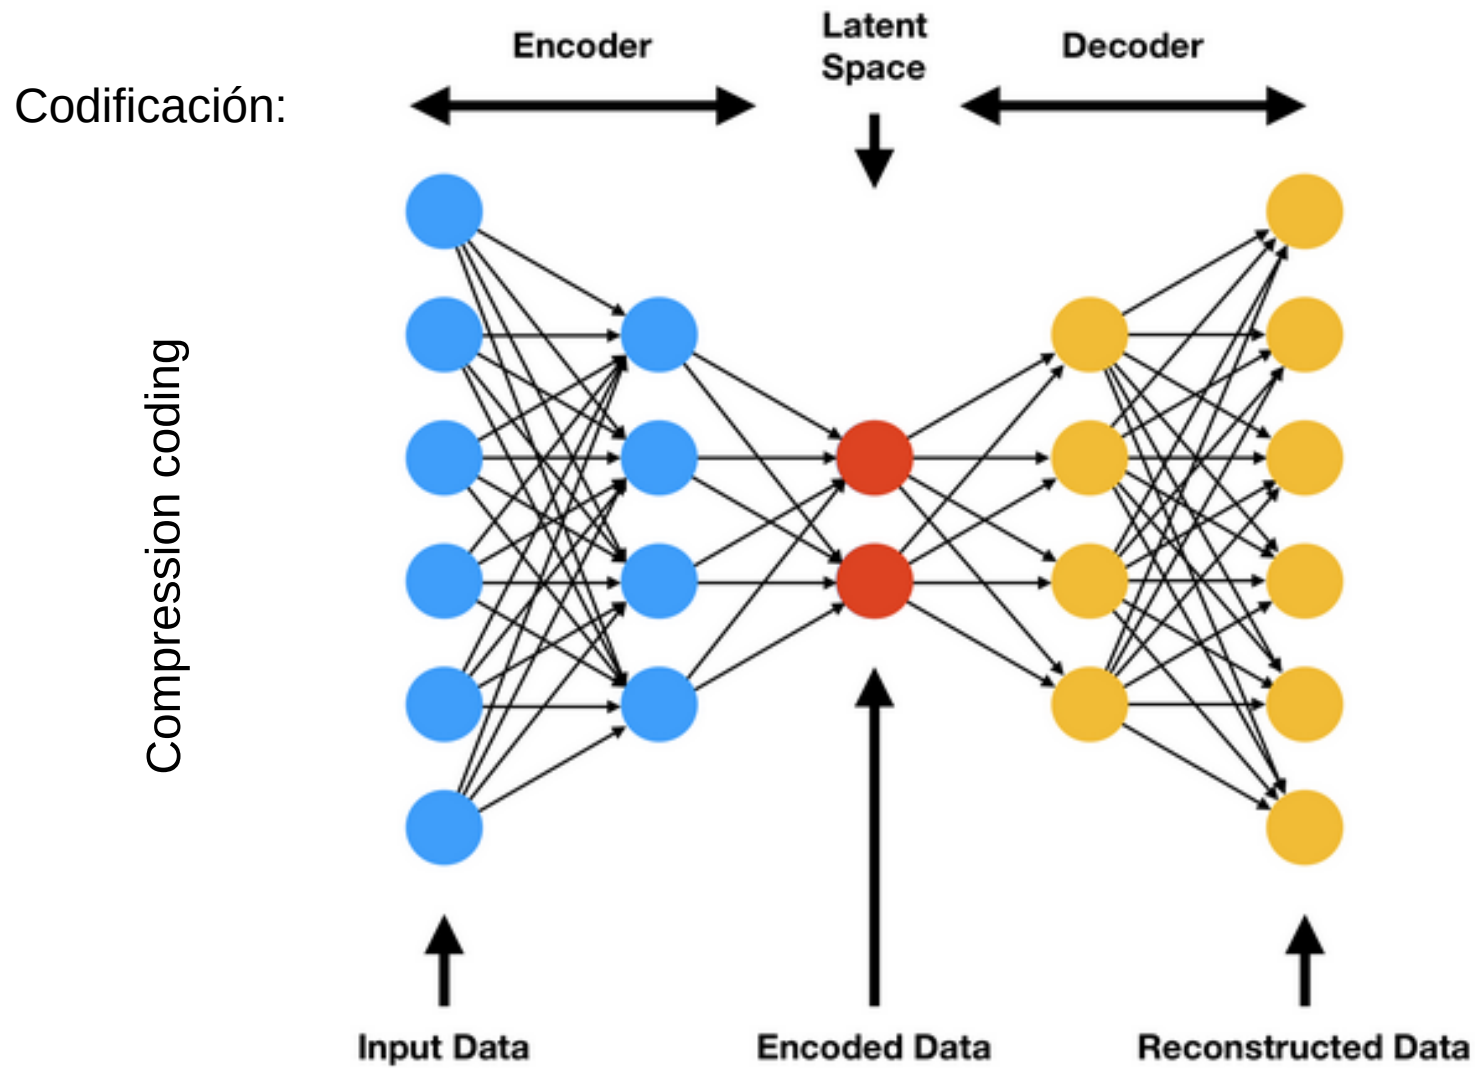 Encoder
Latent
Space
Decoder
Codificación:
Compression coding
Input Data
Encoded Data
Reconstructed Data